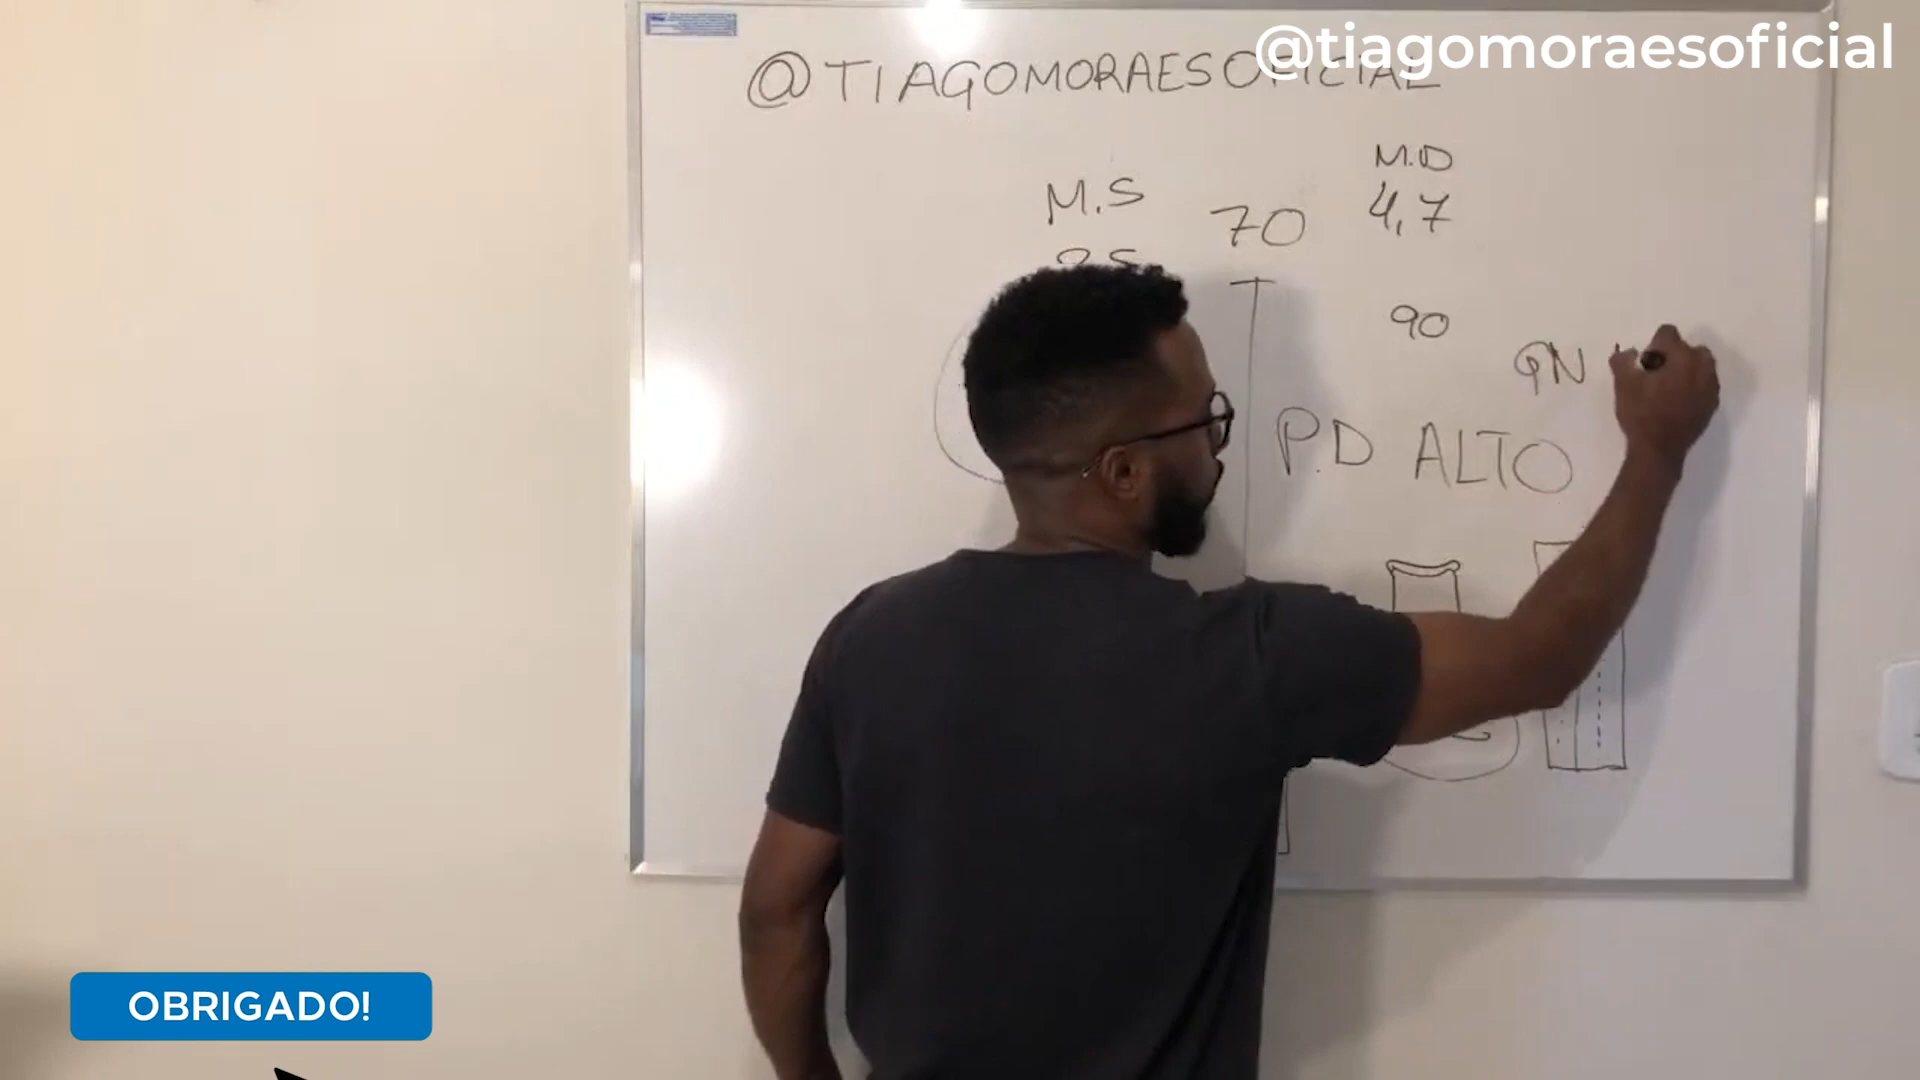 @tiagomoraesoficial
@TIAGOMORAESOFICIAL
M.D
M.S
70
4,7
90
QN
P.D ALTO
OBRIGADO!